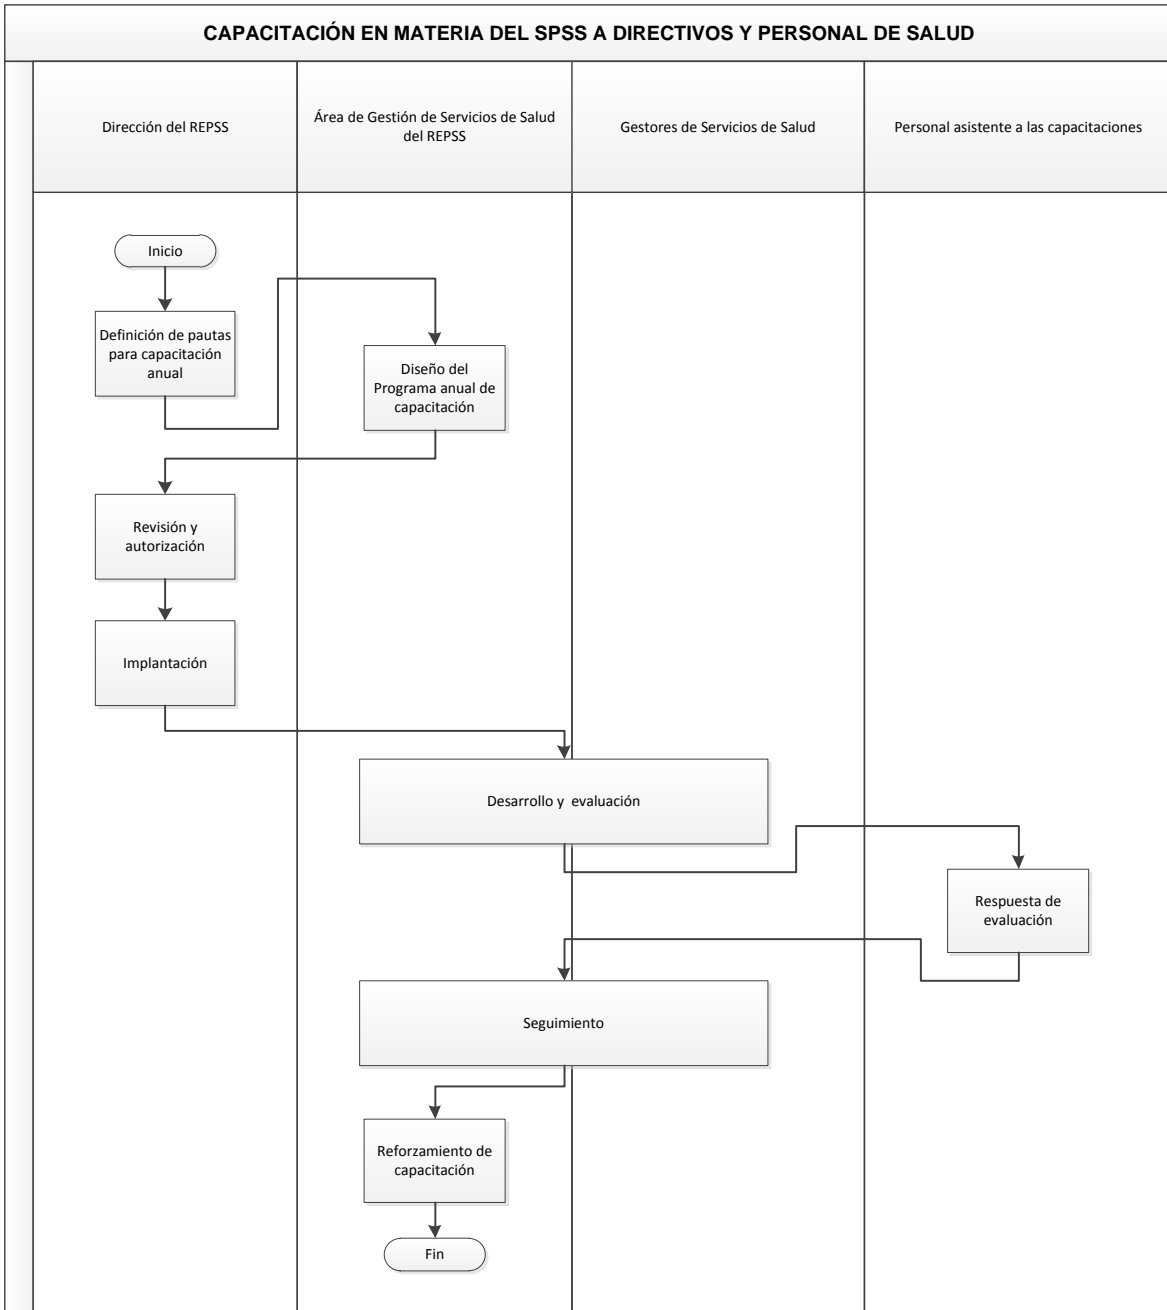 CAPACITACIÓN EN MATERIA DEL SPSS A DIRECTIVOS Y PERSONAL DE SALUD
Dirección del REPSS
Área de Gestión de Servicios de Salud
del REPSS
Gestores de Servicios de Salud
Personal asistente a las capacitaciones
Inicio
Definición de pautas
para capacitación
anual
Diseño del
Programa anual de
capacitación
Revisión y
autorización
Implantación
Desarrollo y  evaluación
Respuesta de
evaluación
Seguimiento
Reforzamiento de
capacitación
Fin